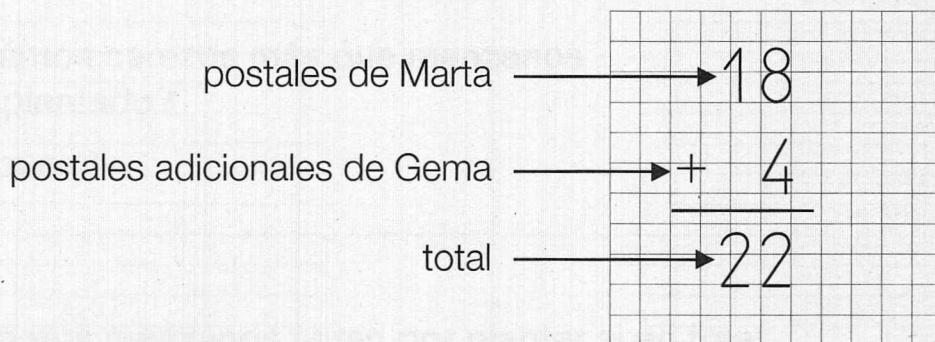 postales de Marta 18
postales adicionales de Gema + 4
total 22